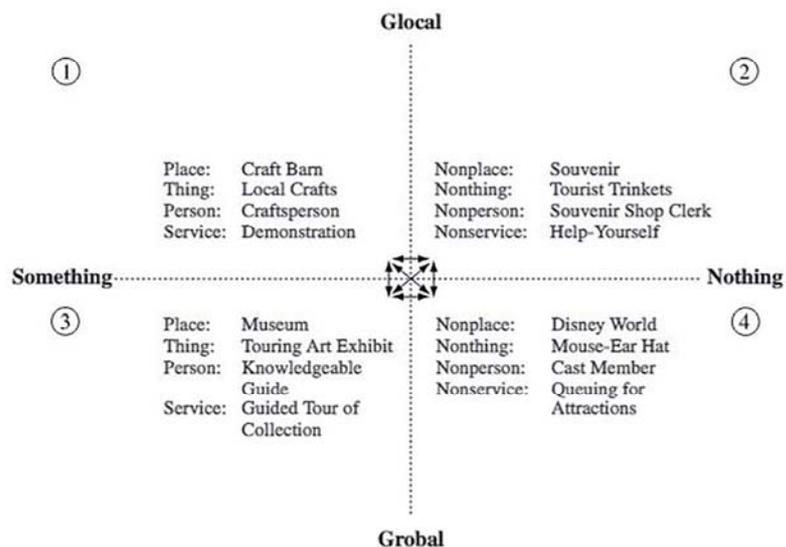 Glocal
①
②
Place: Craft Barn
Thing: Local Crafts
Person: Craftsperson
Service: Demonstration
Nonplace: Souvenir
Nonthing: Tourist Trinkets
Nonperson: Souvenir Shop Clerk
Nonservice: Help-Yourself
Something
Nothing
③
④
Place: Museum
Thing: Touring Art Exhibit
Person: Knowledgeable
Guide
Service: Guided Tour of
Collection
Nonplace: Disney World
Nonthing: Mouse-Ear Hat
Nonperson: Cast Member
Nonservice: Queuing for
Attractions
Grobal